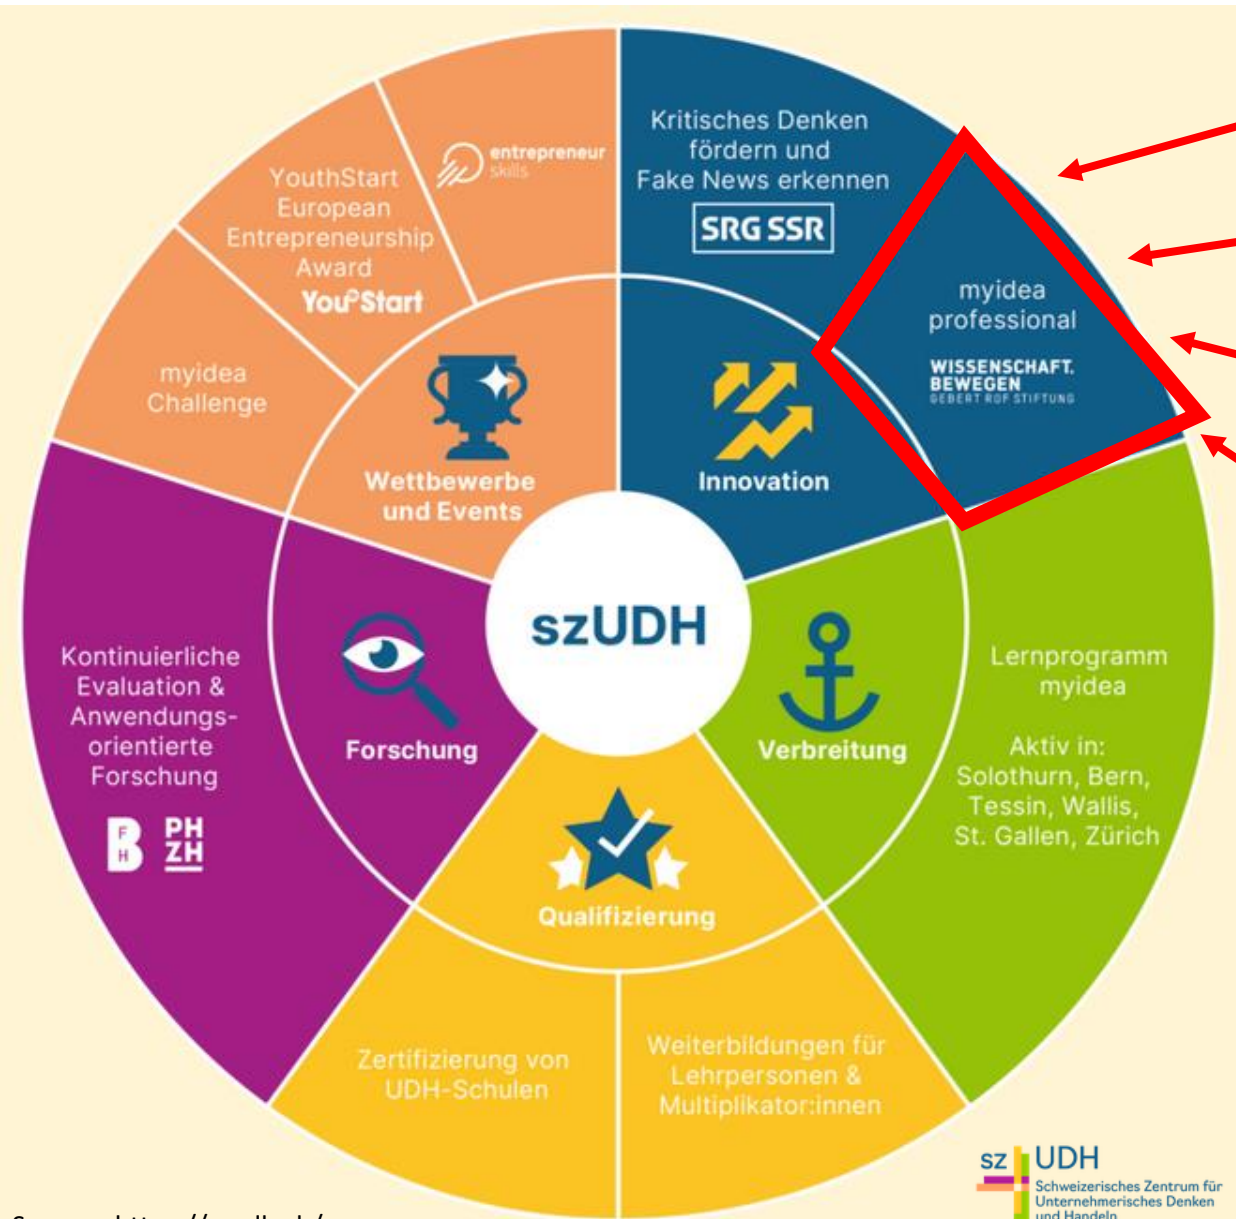 Kritisches Denken
fördern und
Fake News erkennen
SRG SSR
myidea
professional
WISSENSCHAFT.
BEWEGEN
GEBERT RÜF STIFTUNG
Innovation
entrepreneur
skills
YouthStart
European
Entrepreneurship
Award
YouthStart
myidea
Challenge
Wettbewerbe
und Events
szUDH
Kontinuierliche
Evaluation &
Anwendungs-
orientierte
Forschung
B
F
H
PH
ZH
Forschung
Verbreitung
Lernprogramm
myidea
Aktiv in:
Solothurn, Bern,
Tessin, Wallis,
St. Gallen, Zürich
Qualifizierung
Zertifizierung von
UDH-Schulen
Weiterbildungen für
Lehrpersonen &
Multiplikator:innen
sz UDH
Schweizerisches Zentrum für
Unternehmerisches Denken
und Handeln